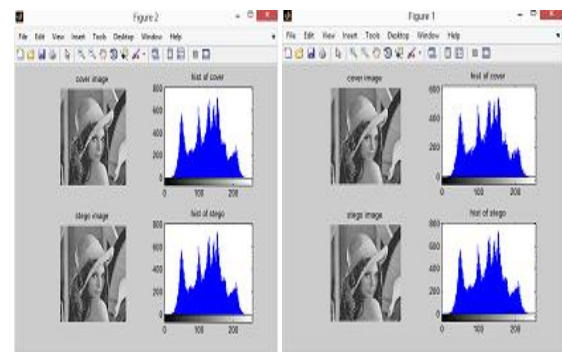 Figure 2
File Edit View Insert Tools Desktop Window Help
cover image
hist of cover
800
600
400
200
0
0 100 200
stego image
hist of stego
800
600
400
200
0
0 100 200
Figure 1
File Edit View Insert Tools Desktop Window Help
cover image
hist of cover
600
400
200
0
0 100 200
stego image
hist of stego
800
600
400
200
0
0 100 200